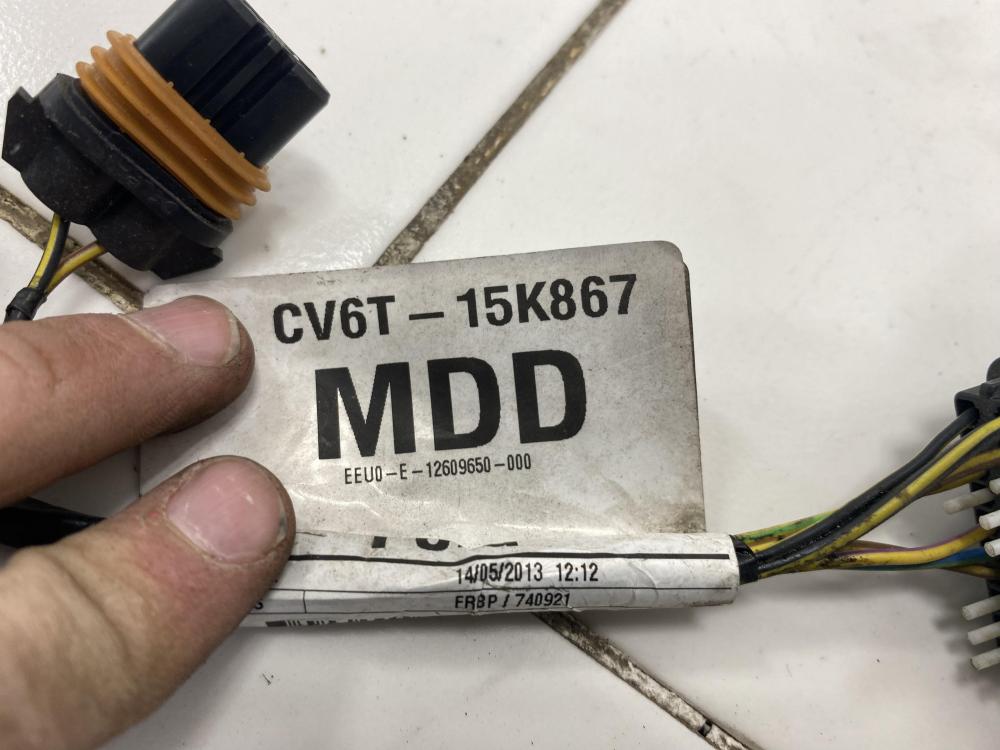 CV6T – 15K867
MDD
EEU0-E-12609650-000
14/05/2013 12:12
FRBP / 740921